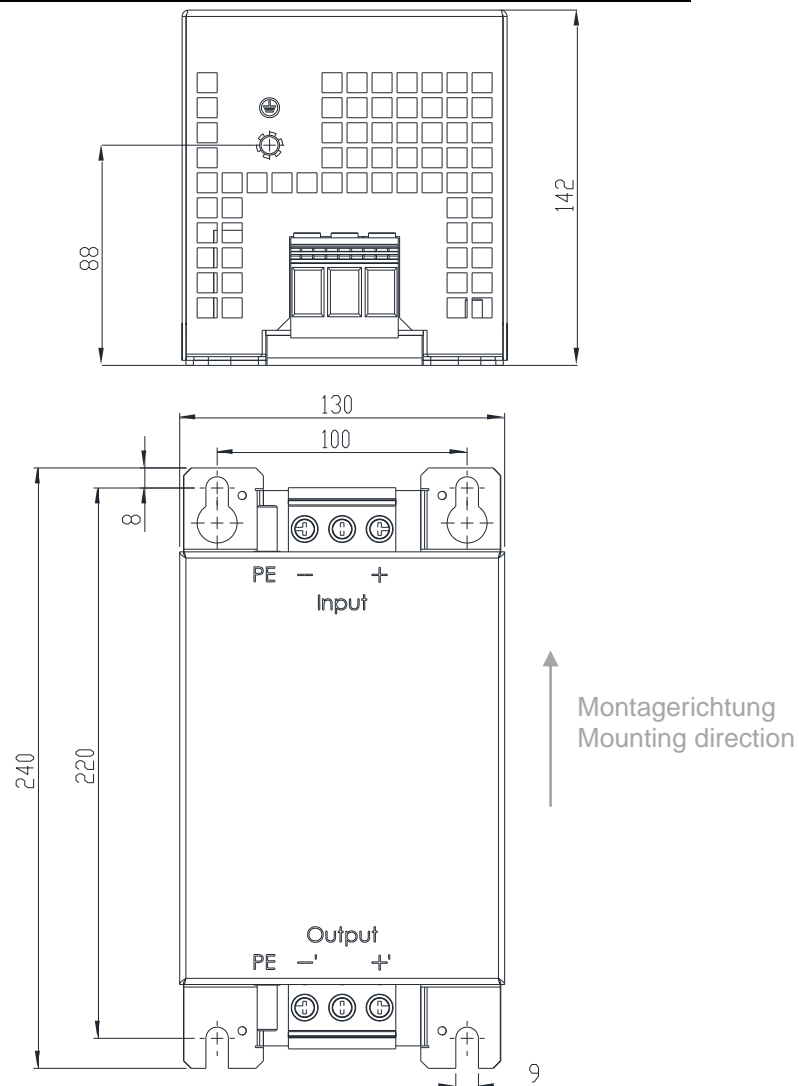 88
142
130
100
8
PE – +
Input
240
220
Montagerichtung
Mounting direction
Output
PE –' +'
9